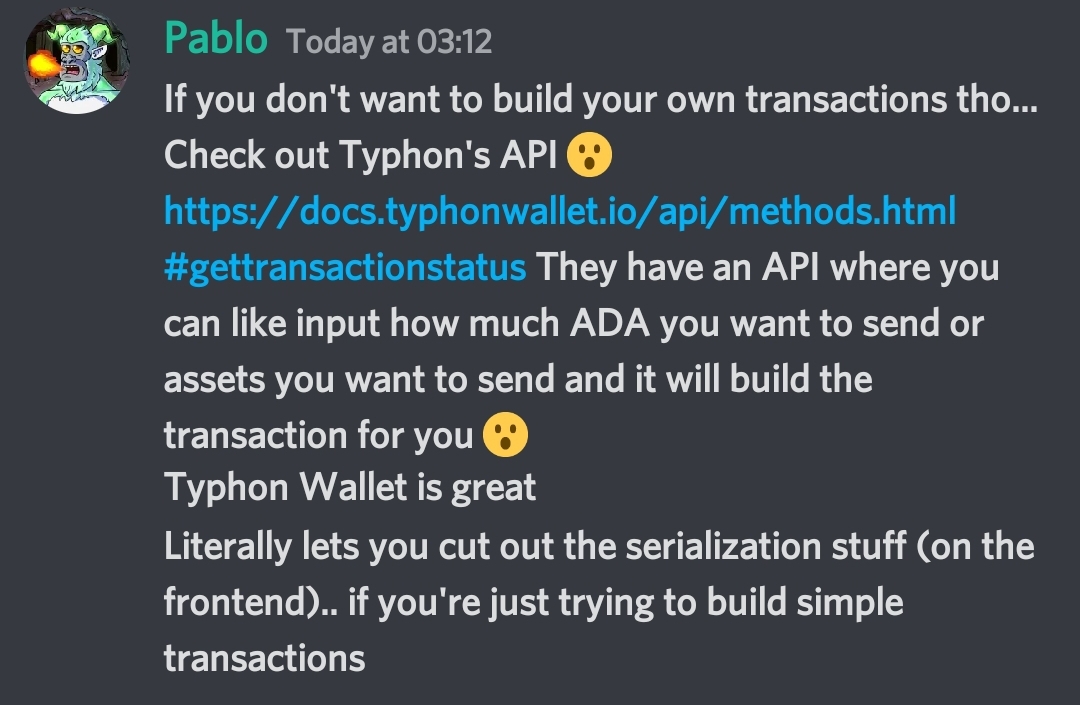 Pablo Today at 03:12
If you don't want to build your own transactions tho...
Check out Typhon's API 😮
https://docs.typhonwallet.io/api/methods.html
#gettransactionstatus They have an API where you
can like input how much ADA you want to send or
assets you want to send and it will build the
transaction for you 😮
Typhon Wallet is great
Literally lets you cut out the serialization stuff (on the
frontend).. if you're just trying to build simple
transactions